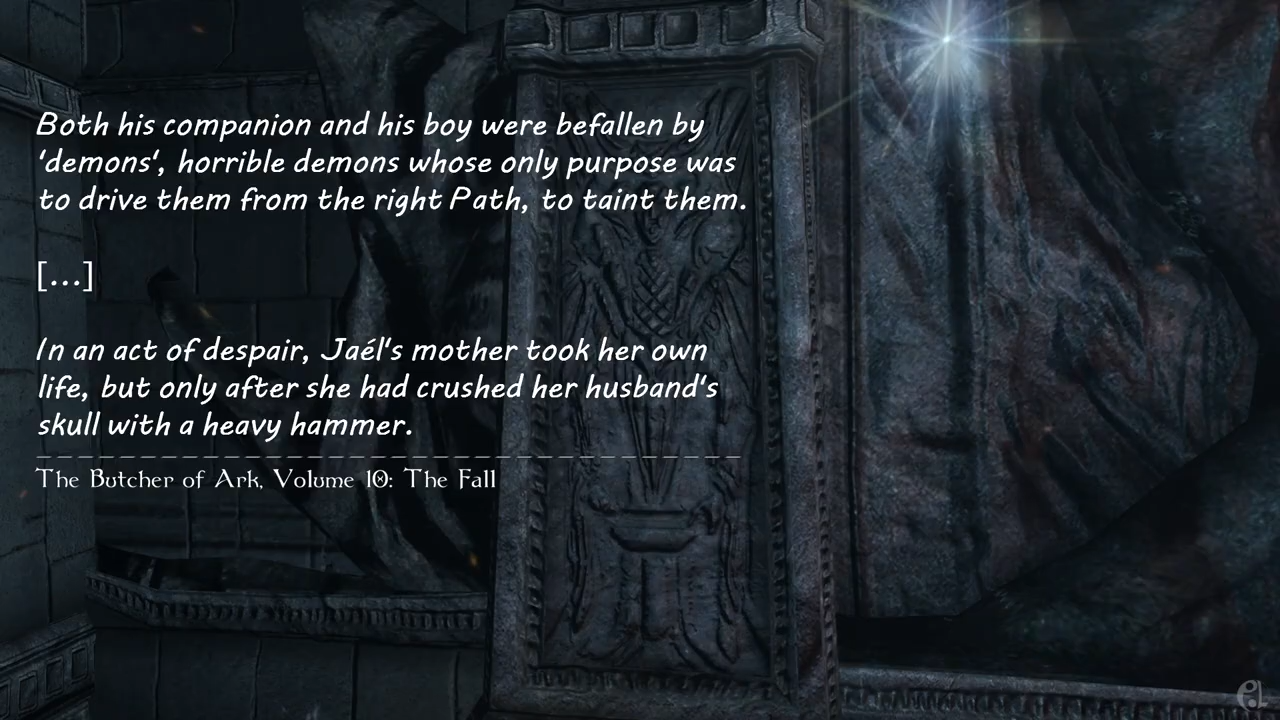 Both his companion and his boy were befallen by
'demons', horrible demons whose only purpose was
to drive them from the right Path, to taint them.
[...]
In an act of despair, Jaél's mother took her own
life, but only after she had crushed her husband's
skull with a heavy hammer.
The Butcher of Ark, Volume 10: The Fall